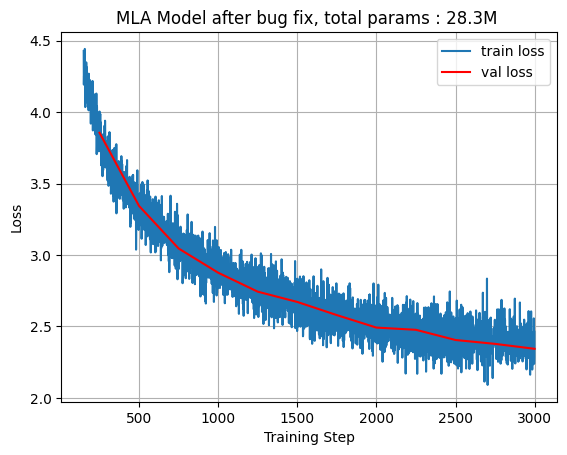 MLA Model after bug fix, total params : 28.3M
train loss
val loss
4.5
4.0
3.5
3.0
2.5
2.0
Loss
500
1000
1500
2000
2500
3000
Training Step